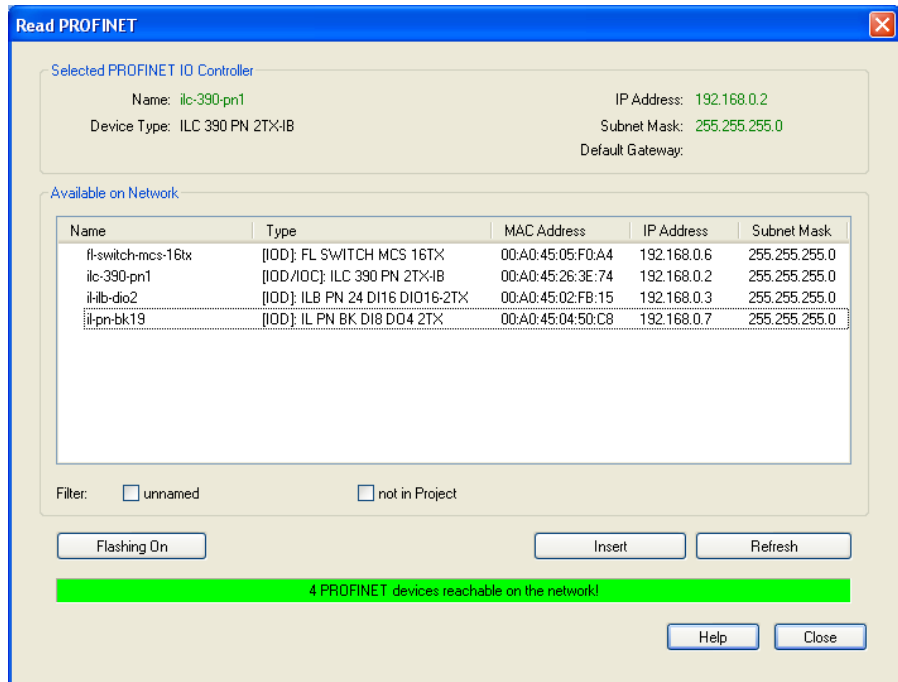 Read PROFINET
Selected PROFINET IO Controller
Name: ilc-390-pn1 IP Address: 192.168.0.2
Device Type: ILC 390 PN 2TX-IB Subnet Mask: 255.255.255.0
Default Gateway:
Available on Network
Name Type MAC Address IP Address Subnet Mask
fl-switch-mcs-16tx [IOD]: FL SWITCH MCS 16TX 00:A0:45:05:F0:A4 192.168.0.6 255.255.255.0
ilc-390-pn1 [IOD/IOC]: ILC 390 PN 2TX-IB 00:A0:45:26:3E:74 192.168.0.2 255.255.255.0
il-ilb-dio2 [IOD]: ILB PN 24 DI16 DIO16-2TX 00:A0:45:02:FB:15 192.168.0.3 255.255.255.0
il-pn-bk19 [IOD]: IL PN BK DI8 DO4 2TX 00:A0:45:04:50:C8 192.168.0.7 255.255.255.0
Filter: unnamed not in Project
Flashing On Insert Refresh
4 PROFINET devices reachable on the network!
Help Close